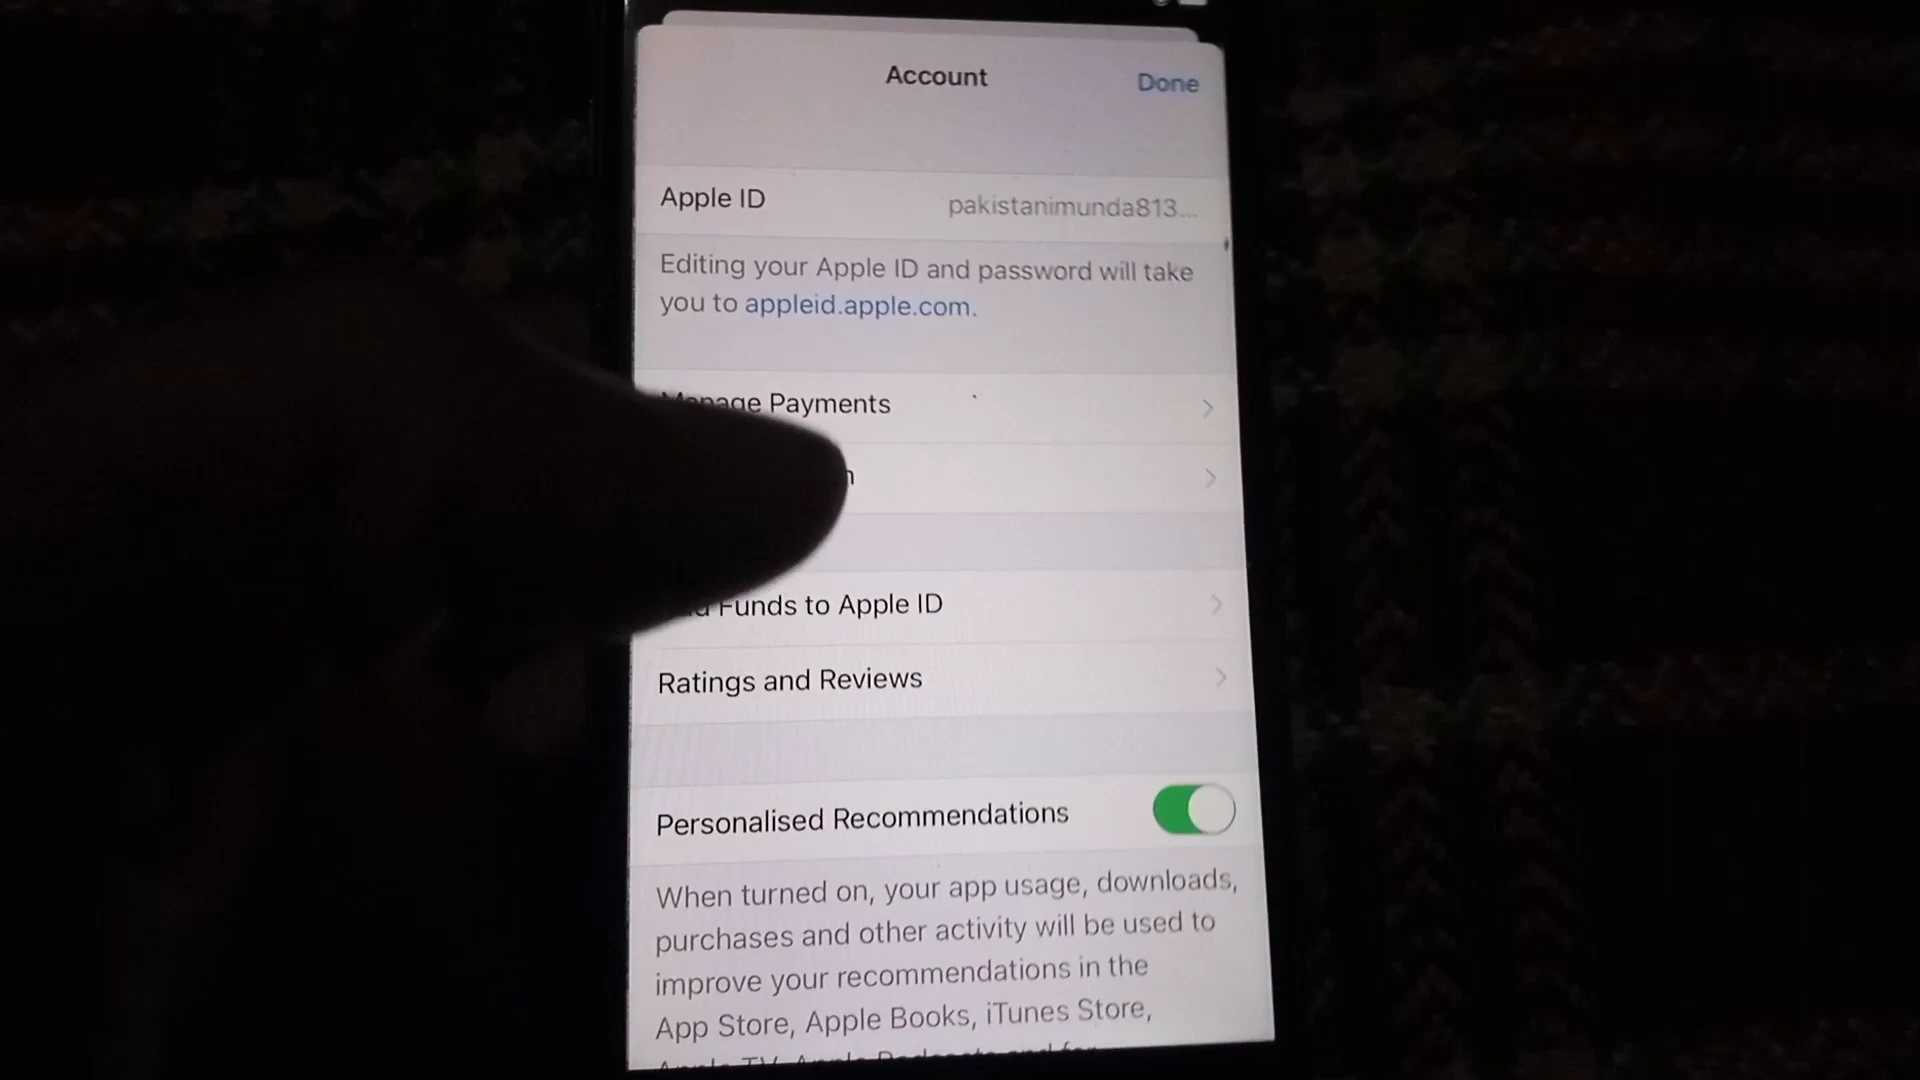 Account
Done
Apple ID
pakistanimunda813...
Editing your Apple ID and password will take
you to appleid.apple.com.
Manage Payments
Funds to Apple ID
Ratings and Reviews
Personalised Recommendations
When turned on, your app usage, downloads,
purchases and other activity will be used to
improve your recommendations in the
App Store, Apple Books, iTunes Store,